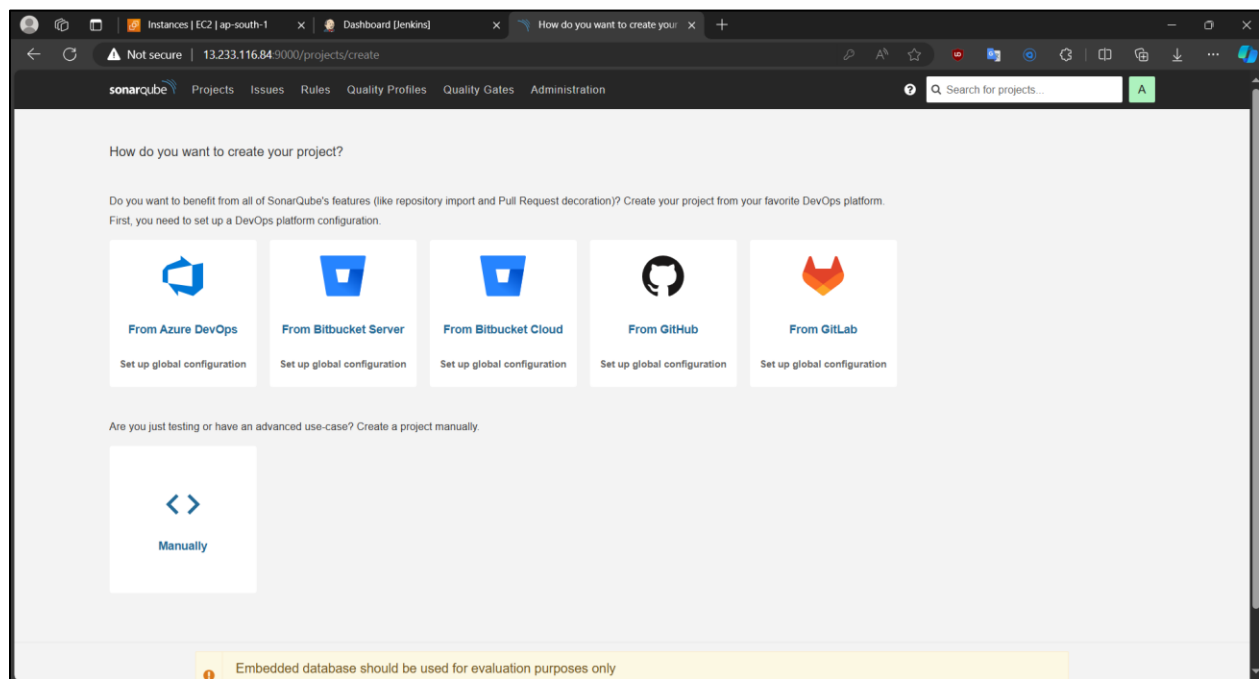 Instances | EC2 | ap-south-1
Dashboard [Jenkins]
How do you want to create your
Not secure
13.233.116.84:9000/projects/create
sonarqube
Projects
Issues
Rules
Quality Profiles
Quality Gates
Administration
Search for projects...
A
How do you want to create your project?
Do you want to benefit from all of SonarQube's features (like repository import and Pull Request decoration)? Create your project from your favorite DevOps platform.
First, you need to set up a DevOps platform configuration.
From Azure DevOps
From Bitbucket Server
From Bitbucket Cloud
From GitHub
From GitLab
Set up global configuration
Set up global configuration
Set up global configuration
Set up global configuration
Set up global configuration
Are you just testing or have an advanced use-case? Create a project manually.
Manually
Embedded database should be used for evaluation purposes only